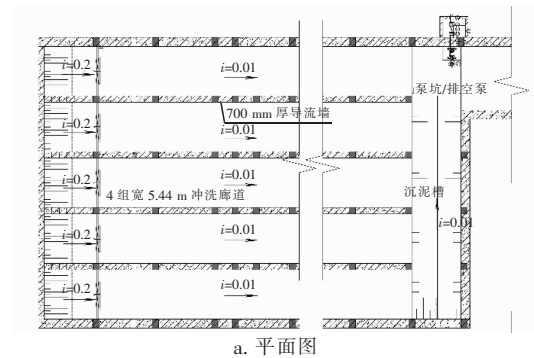 i=0.2
i=0.01
泵坑/排空泵
700 mm 厚导流墙
i=0.2
i=0.01
i=0.2
i=0.01
4 组宽 5.44 m 冲洗廊道
沉泥槽
i=0.01
i=0.2
i=0.01
i=0.2
i=0.01
a. 平面图